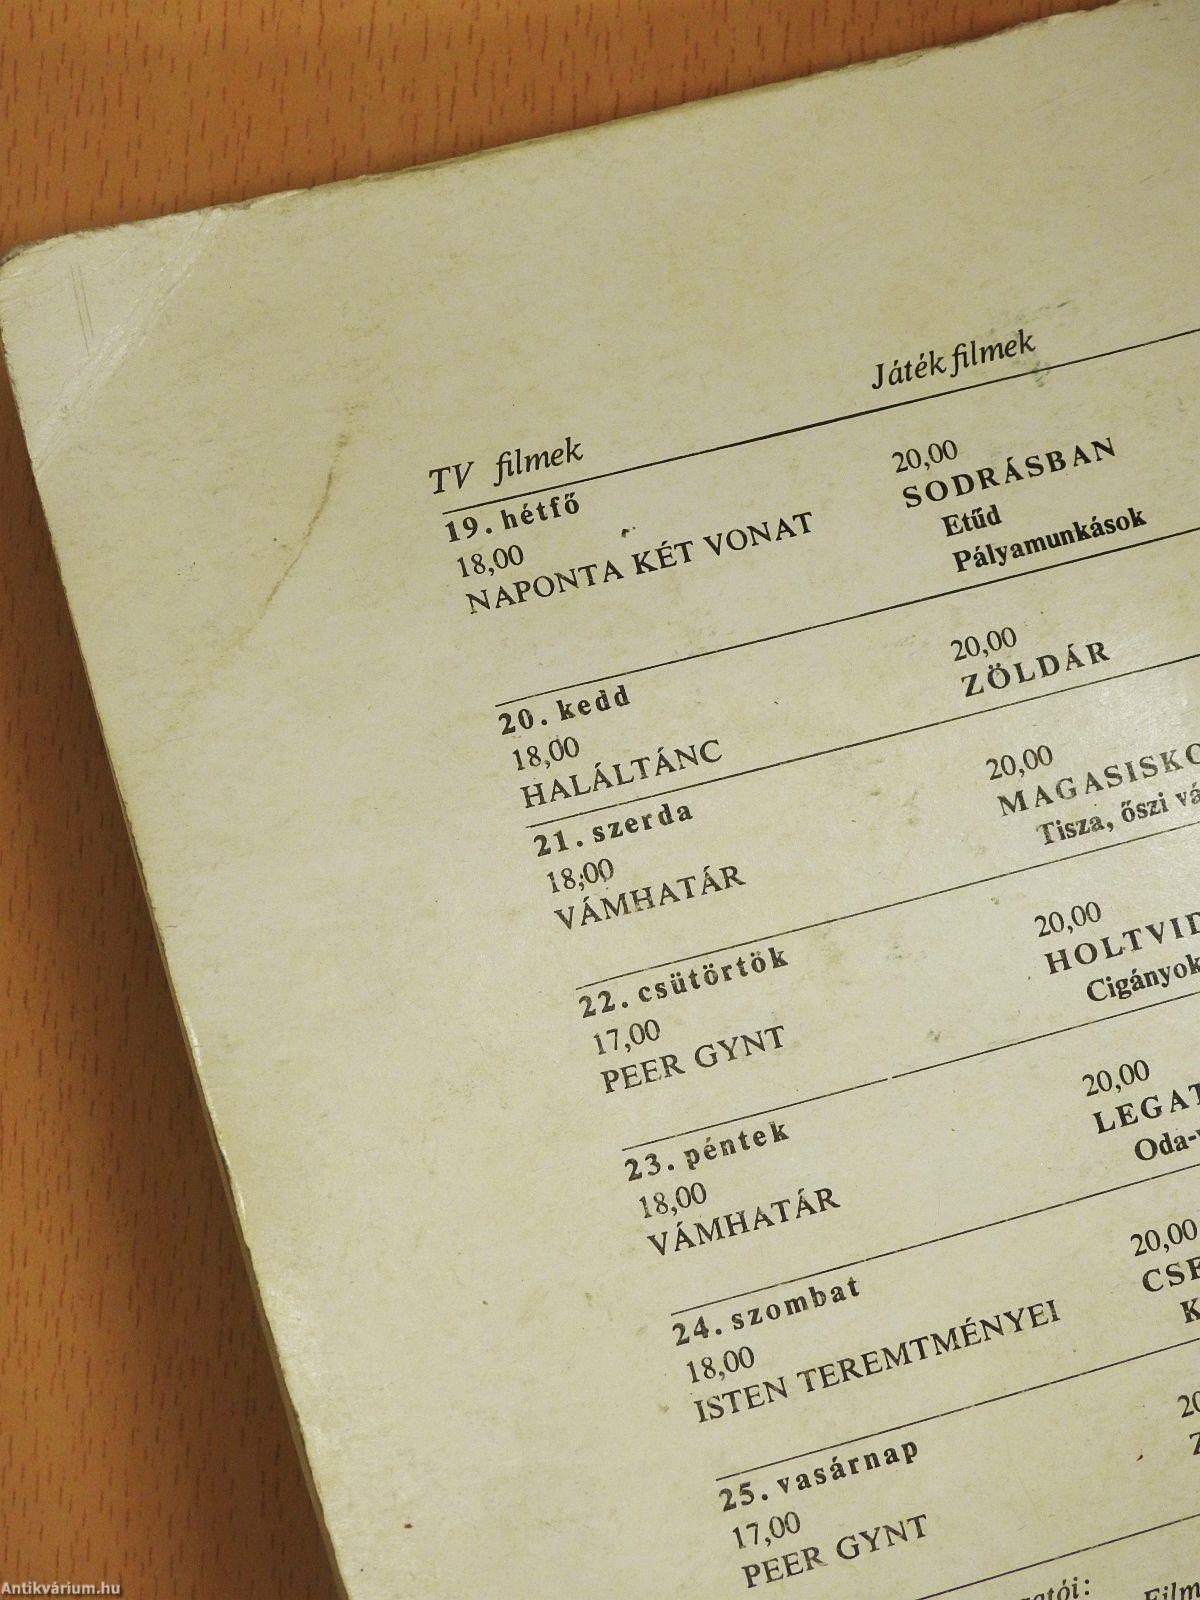 Játék filmek
TV filmek
19. hétfő
18,00
NAPONTA KÉT VONAT
20,00
SODRÁSBAN
Etűd
Pályamunkások
20. kedd
18,00
HALÁLTÁNC
20,00
ZÖLDÁR
21. szerda
18,00
VÁMHATÁR
20,00
Tisza, őszi
22. csütörtök
17,00
PEER GYNT
20,00
Cigányok
23. péntek
18,00
VÁMHATÁR
20,00
24. szombat
18,00
ISTEN TEREMTMÉNYEI
20,00
25. vasárnap
17,00
PEER GYNT
Antikvárium.hu